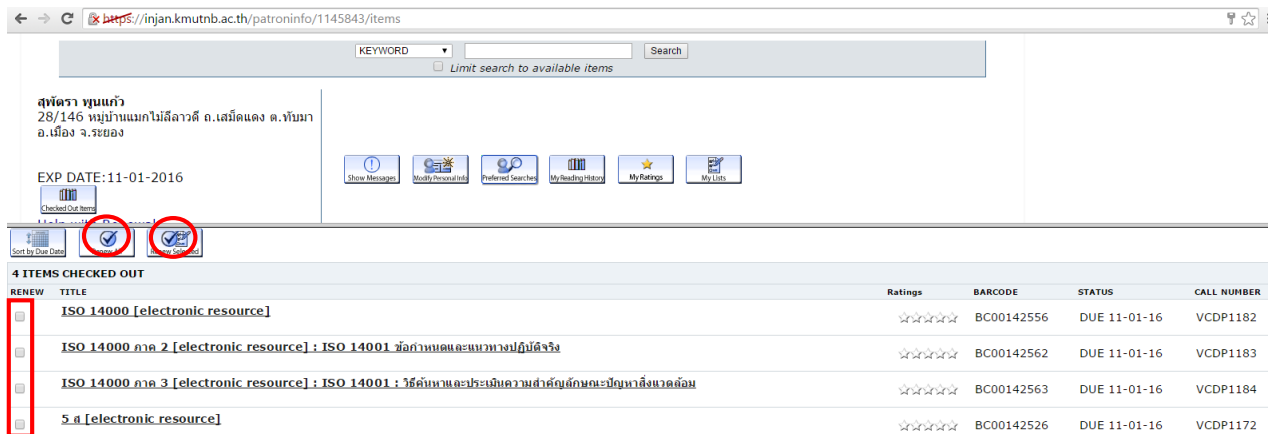 https://injan.kmutnb.ac.th/patroninfo/1145843/items
KEYWORD Search
Limit search to available items
สุพัตรา พูนแก้ว
28/146 หมู่บ้านแมกไม้ลีลาวดี ถ.เสม็ดแดง ต.ทับมา
อ.เมือง จ.ระยอง
EXP DATE:11-01-2016
Show Messages Modify Personal Info Preferred Searches My Reading History My Ratings My Lists
Checked Out Items
Sort by Due Date Renew Selected
4 ITEMS CHECKED OUT
RENEW TITLE Ratings BARCODE STATUS CALL NUMBER
ISO 14000 [electronic resource] BC00142556 DUE 11-01-16 VCDP1182
ISO 14000 ภาค 2 [electronic resource] : ISO 14001 ข้อกำหนดและแนวทางปฏิบัติจริง BC00142562 DUE 11-01-16 VCDP1183
ISO 14000 ภาค 3 [electronic resource] : ISO 14001 : วิธีค้นหาและประเมินความสำคัญลักษณะปัญหาสิ่งแวดล้อม BC00142563 DUE 11-01-16 VCDP1184
5 ส [electronic resource] BC00142526 DUE 11-01-16 VCDP1172